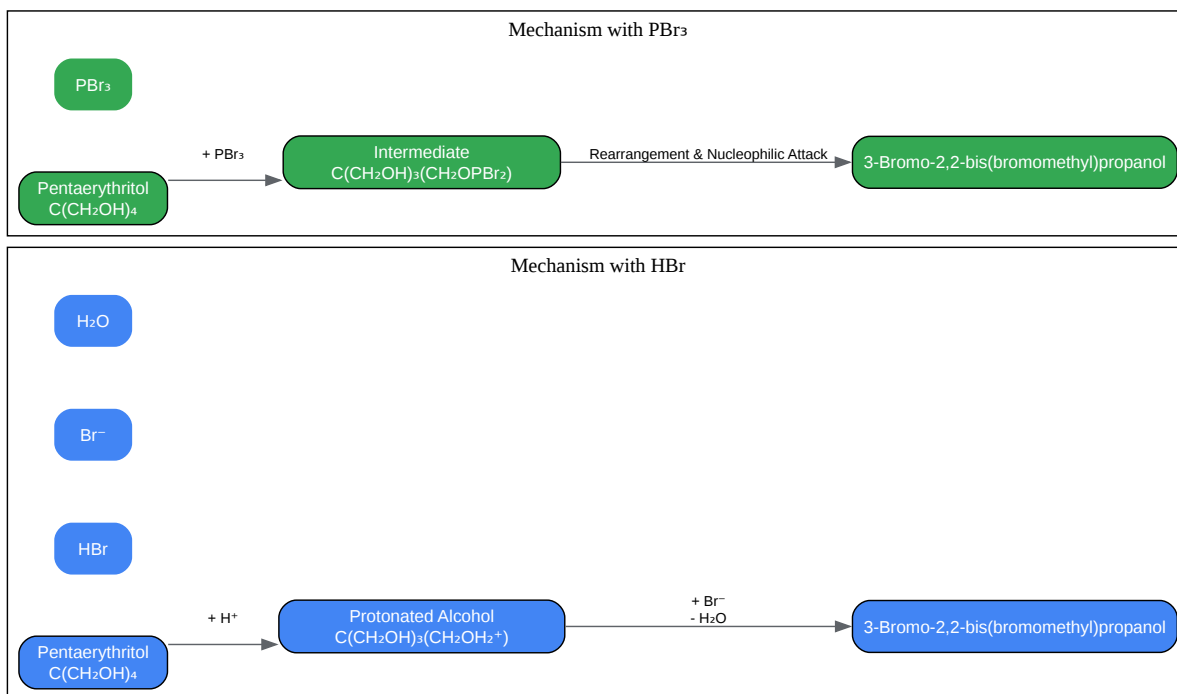 Mechanism with PBr₃
PBr₃
+ PBr₃
Intermediate
C(CH₂OH)₃(CH₂OPBr₂)
Rearrangement & Nucleophilic Attack
3-Bromo-2,2-bis(bromomethyl)propanol
Pentaerythritol
C(CH₂OH)₄
Mechanism with HBr
H₂O
Br⁻
HBr
+ H⁺
Protonated Alcohol
C(CH₂OH)₃(CH₂OH₂⁺)
+ Br⁻
- H₂O
3-Bromo-2,2-bis(bromomethyl)propanol
Pentaerythritol
C(CH₂OH)₄